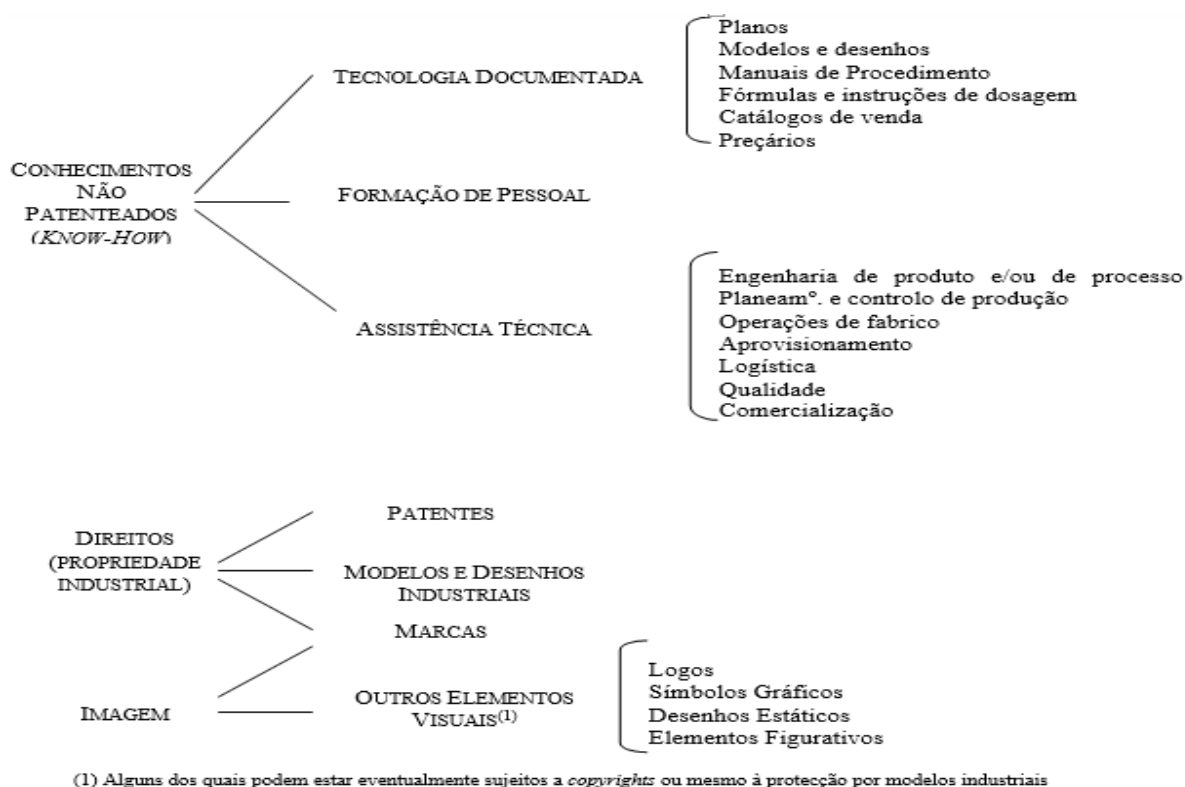 Planos
Modelos e desenhos
TECNOLOGIA DOCUMENTADA
Manuais de Procedimento
Fórmulas e instruções de dosagem
Catálogos de venda
Preçários
CONHECIMENTOS
NÃO
PATENTEADOS
(KNOW-HOW)
FORMAÇÃO DE PESSOAL
Engenharia de produto e/ou de processo
Planeamº. e controlo de produção
ASSISTÊNCIA TÉCNICA
Operações de fabrico
Aprovisionamento
Logística
Qualidade
Comercialização
DIREITOS
(PROPRIEDADE
INDUSTRIAL)
PATENTES
MODELOS E DESENHOS
INDUSTRIAIS
MARCAS
IMAGEM
OUTROS ELEMENTOS
VISUAIS(1)
Logos
Símbolos Gráficos
Desenhos Estáticos
Elementos Figurativos
(1) Alguns dos quais podem estar eventualmente sujeitos a copyrights ou mesmo à protecção por modelos industriais